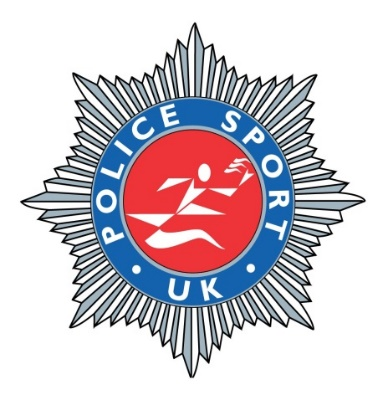 POLICE SPORT
· UK ·